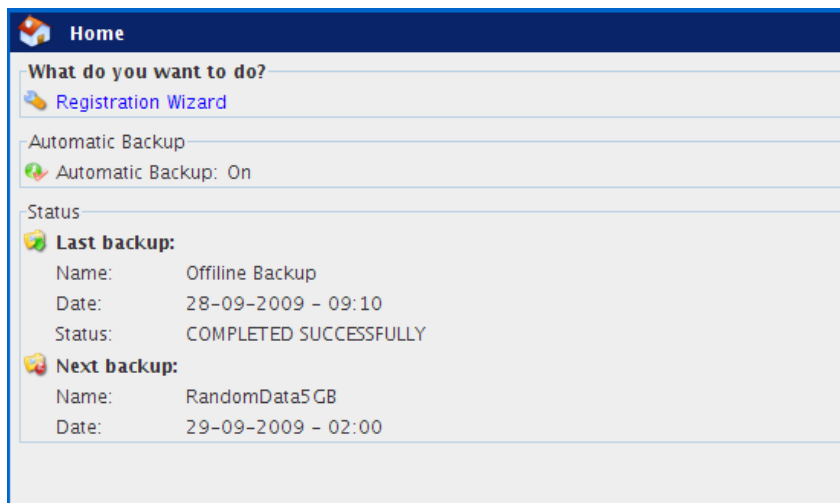 Home
What do you want to do?
Registration Wizard
Automatic Backup
Automatic Backup: On
Status
Last backup:
Name: Offiline Backup
Date: 28-09-2009 - 09:10
Status: COMPLETED SUCCESSFULLY
Next backup:
Name: RandomData5GB
Date: 29-09-2009 - 02:00